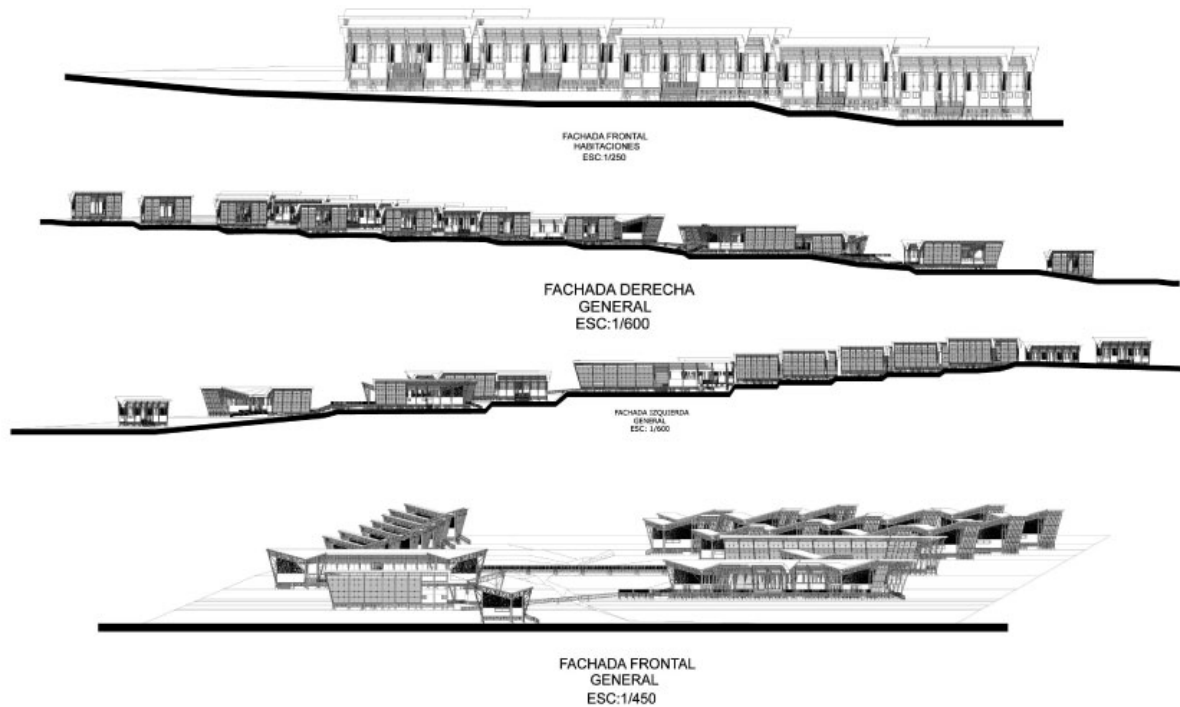 FACHADA FRONTAL
HABITACIONES
ESC:1/250
FACHADA DERECHA
GENERAL
ESC:1/600
FACHADA IZQUIERDA
GENERAL
ESC: 1/600
FACHADA FRONTAL
GENERAL
ESC:1/450